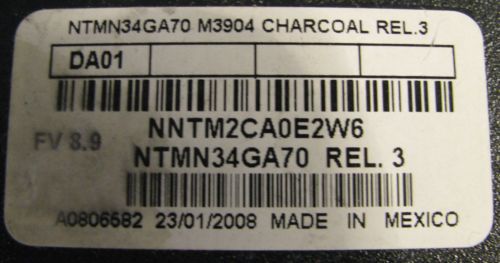 NTMN34GA70 M3904 CHARCOAL REL.3
DA01
NNTM2CA0E2W6
FV 8.9
NTMN34GA70 REL. 3
A0806582 23/01/2008 MADE IN MEXICO